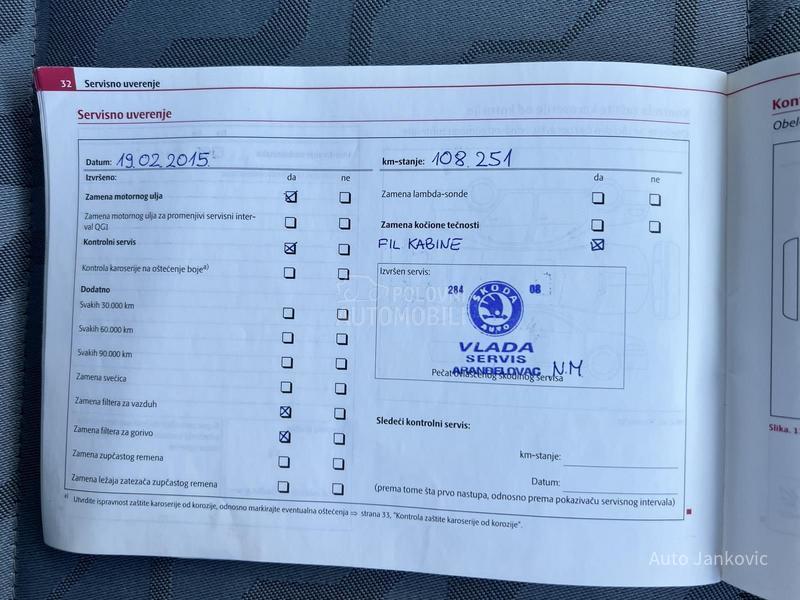 32 Servisno uverenje
Servisno uverenje
Datum: 19.02.2015. km-stanje: 108.251
Izvršeno: da ne da ne
Zamena motornog ulja
Zamena motornog ulja za promenjivi servisni inter-
val QG1
Kontrolni servis
Kontrola karoserije na oštećenje boje a)
Dodatno
Svakih 30.000 km
Svakih 60.000 km
Svakih 90.000 km
Zamena svećica
Zamena filtera za vazduh
Zamena filtera za gorivo
Zamena zupčastog remena
Zamena ležaja zatezača zupčastog remena
Zamena lambda-sonde
Zamena kočione tečnosti
FIL KABINE
Izvršen servis:
284 08
ŠKODA
AUTO
VLADA
SERVIS
ARANĐELOVAC N.M
Pečat ovlašćenog škodinog servisa
Sledeći kontrolni servis:
km-stanje:
Datum:
(prema tome šta prvo nastupa, odnosno prema pokazivaču servisnog intervala)
a) Utvrdite ispravnost zaštite karoserije od korozije, odnosno markirajte eventualna oštećenja ⇒ strana 33, "Kontrola zaštite karoserije od korozije".
POLOVNI
AUTOMOBILI
Kont
Obel
Slika. 1
Auto Jankovic